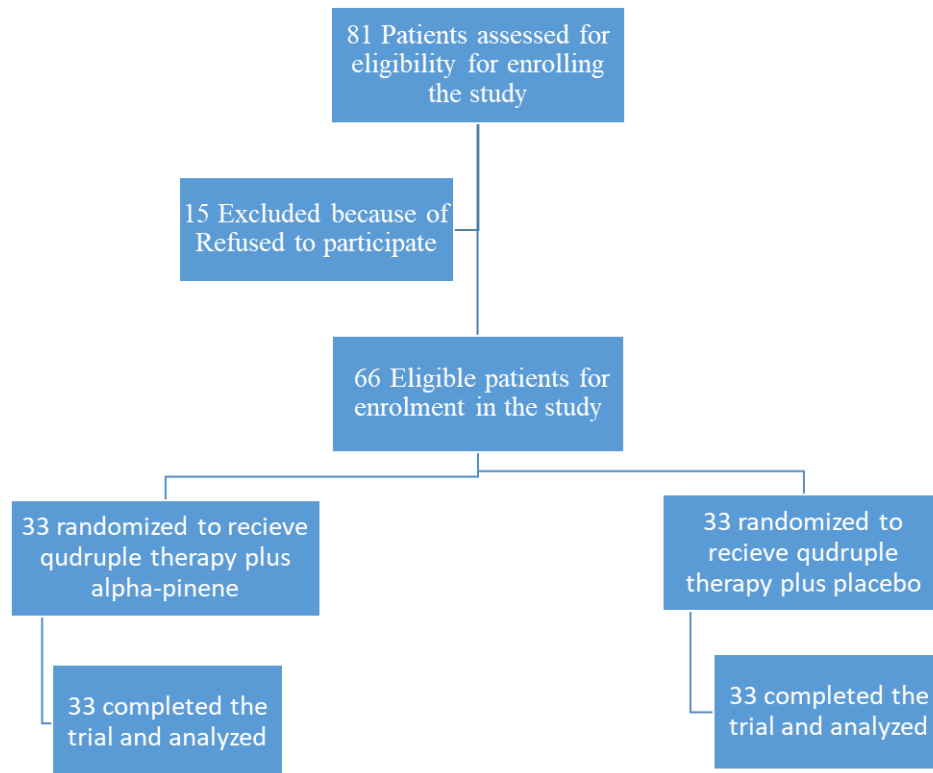 81 Patients assessed for
eligibility for enrolling
the study
15 Excluded because of
Refused to participate
66 Eligible patients for
enrolment in the study
33 randomized to recieve
qudruple therapy plus
alpha-pinene
33 randomized to
recieve qudruple
therapy plus placebo
33 completed the
trial and analyzed
33 completed the
trial and analyzed